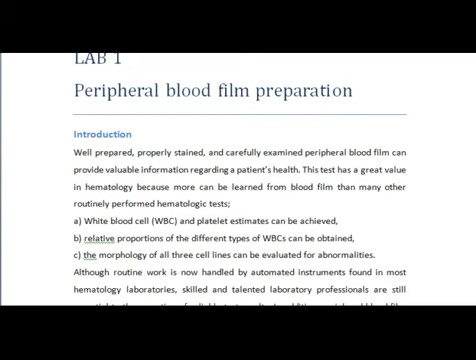 LAB 1
Peripheral blood film preparation
Introduction
Well prepared, properly stained, and carefully examined peripheral blood film can
provide valuable information regarding a patient's health. This test has a great value
in hematology because more can be learned from blood film than many other
routinely performed hematologic tests;
a) White blood cell (WBC) and platelet estimates can be achieved,
b) relative proportions of the different types of WBCs can be obtained,
c) the morphology of all three cell lines can be evaluated for abnormalities.
Although routine work is now handled by automated instruments found in most
hematology laboratories, skilled and talented laboratory professionals are still